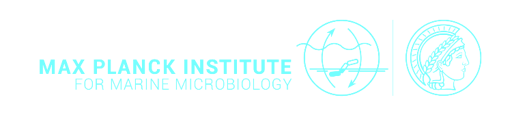 MAX PLANCK INSTITUTE
FOR MARINE MICROBIOLOGY